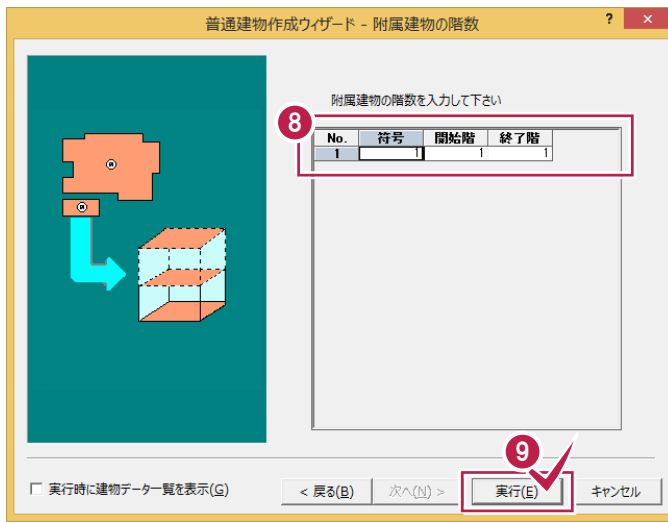 普通建物作成ウィザード - 附属建物の階数
? ×
附属建物の階数を入力して下さい
8
No. 符号 開始階 終了階
1 1 1 1
9
実行時に建物データ一覧を表示(G)
< 戻る(B) 次へ(N) > 実行(E) キャンセル